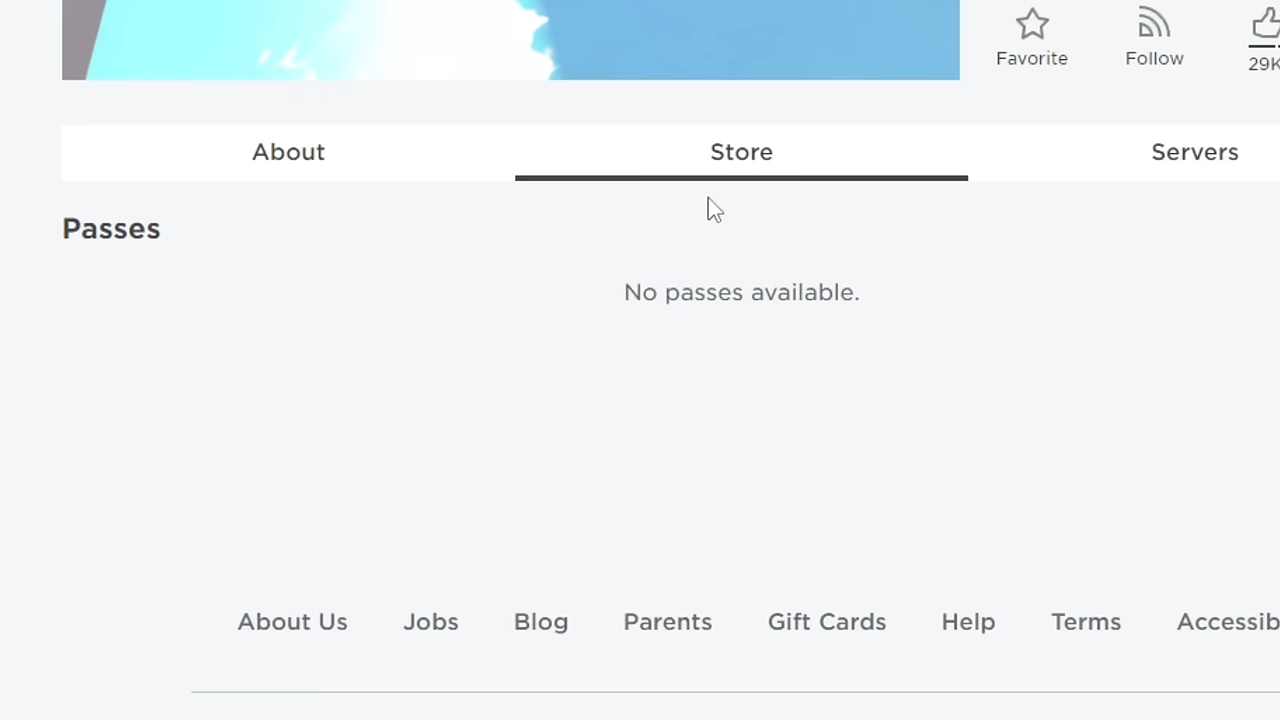 Favorite Follow 29K
About Store Servers
Passes
No passes available.
About Us Jobs Blog Parents Gift Cards Help Terms